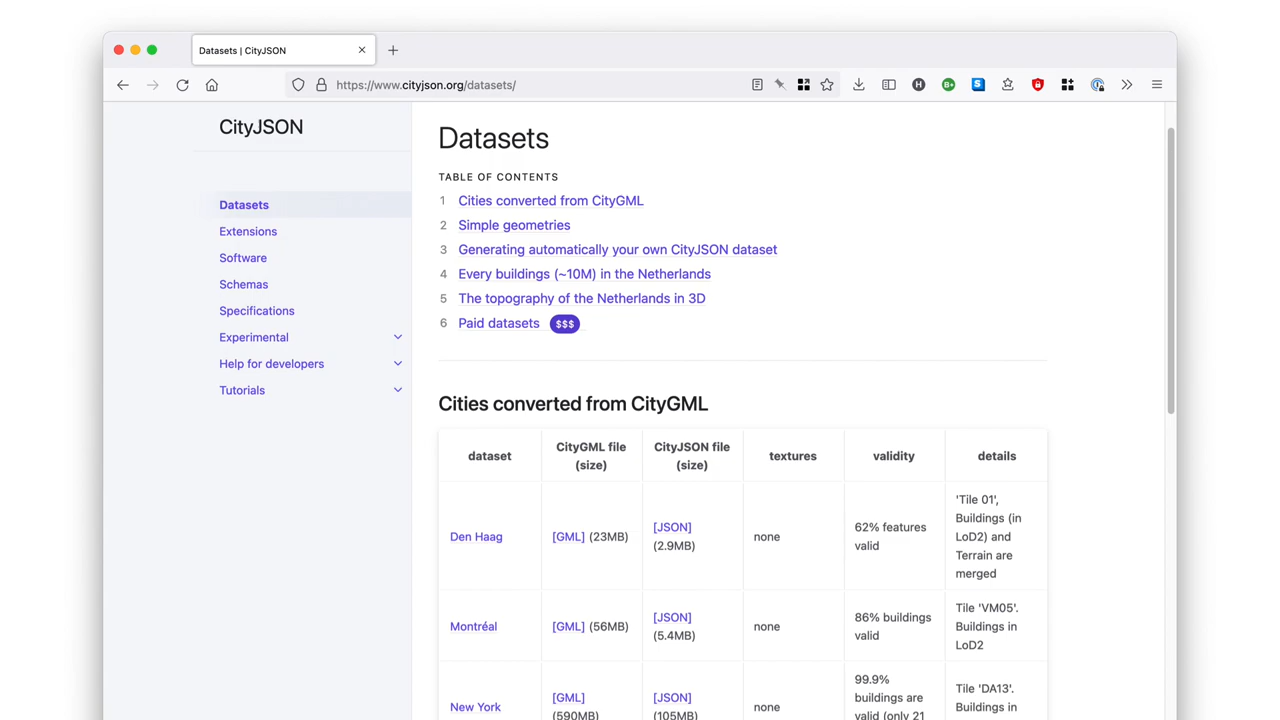 Datasets | CityJSON
https://www.cityjson.org/datasets/
CityJSON
Datasets
Extensions
Software
Schemas
Specifications
Experimental
Help for developers
Tutorials
Datasets
TABLE OF CONTENTS
1 Cities converted from CityGML
2 Simple geometries
3 Generating automatically your own CityJSON dataset
4 Every buildings (~10M) in the Netherlands
5 The topography of the Netherlands in 3D
6 Paid datasets $$$
Cities converted from CityGML
dataset
CityGML file
(size)
CityJSON file
(size)
textures
validity
details
Den Haag
[GML] (23MB)
[JSON]
(2.9MB)
none
62% features
valid
'Tile 01',
Buildings (in
LoD2) and
Terrain are
merged
Montréal
[GML] (56MB)
[JSON]
(5.4MB)
none
86% buildings
valid
Tile 'VM05'.
Buildings in
LoD2
New York
[GML]
(590MB)
[JSON]
(105MB)
none
99.9%
buildings are
valid (only 21
Tile 'DA13'.
Buildings in